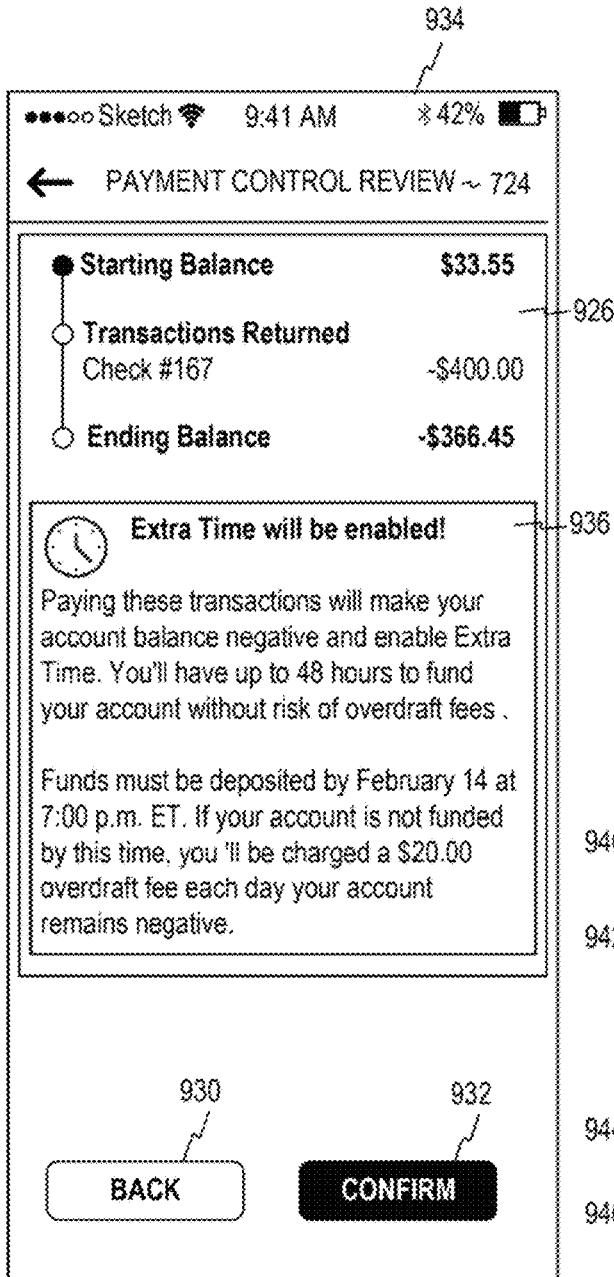 934
●●●○○ Sketch 9:41 AM 42%
← PAYMENT CONTROL REVIEW ~ 724
Starting Balance $33.55
926
Transactions Returned
Check #167 -$400.00
Ending Balance -$366.45
Extra Time will be enabled! 936
Paying these transactions will make your
account balance negative and enable Extra
Time. You'll have up to 48 hours to fund
your account without risk of overdraft fees .
Funds must be deposited by February 14 at
7:00 p.m. ET. If your account is not funded
by this time, you 'll be charged a $20.00
overdraft fee each day your account
remains negative.
942
930 932
944
BACK CONFIRM